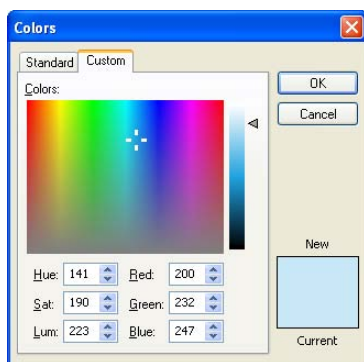 Colors
Standard Custom
Colors:
OK
Cancel
Hue: 141 Red: 200
Sat: 190 Green: 232
Lum: 223 Blue: 247
New
Current